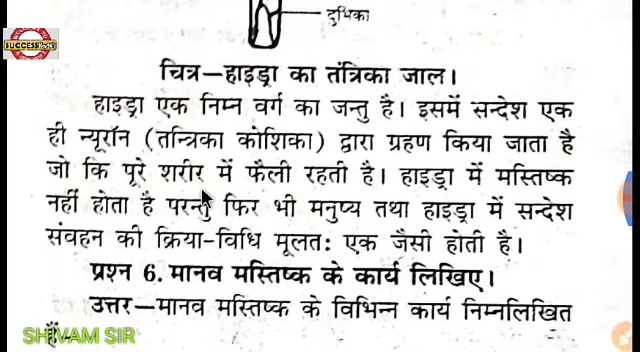 दुभिका
SUCCESS
चित्र—हाइड्रा का तंत्रिका जाल।
हाइड्रा एक निम्न वर्ग का जन्तु है। इसमें सन्देश एक
ही न्यूरॉन (तन्त्रिका कोशिका) द्वारा ग्रहण किया जाता है
जो कि पूरे शरीर में फैली रहती है। हाइड्रा में मस्तिष्क
नहीं होता है परन्तु फिर भी मनुष्य तथा हाइड्रा में सन्देश
संवहन की क्रिया-विधि मूलत: एक जैसी होती है।
प्रश्न 6. मानव मस्तिष्क के कार्य लिखिए।
उत्तर—मानव मस्तिष्क के विभिन्न कार्य निम्नलिखित
SHIVAM SIR